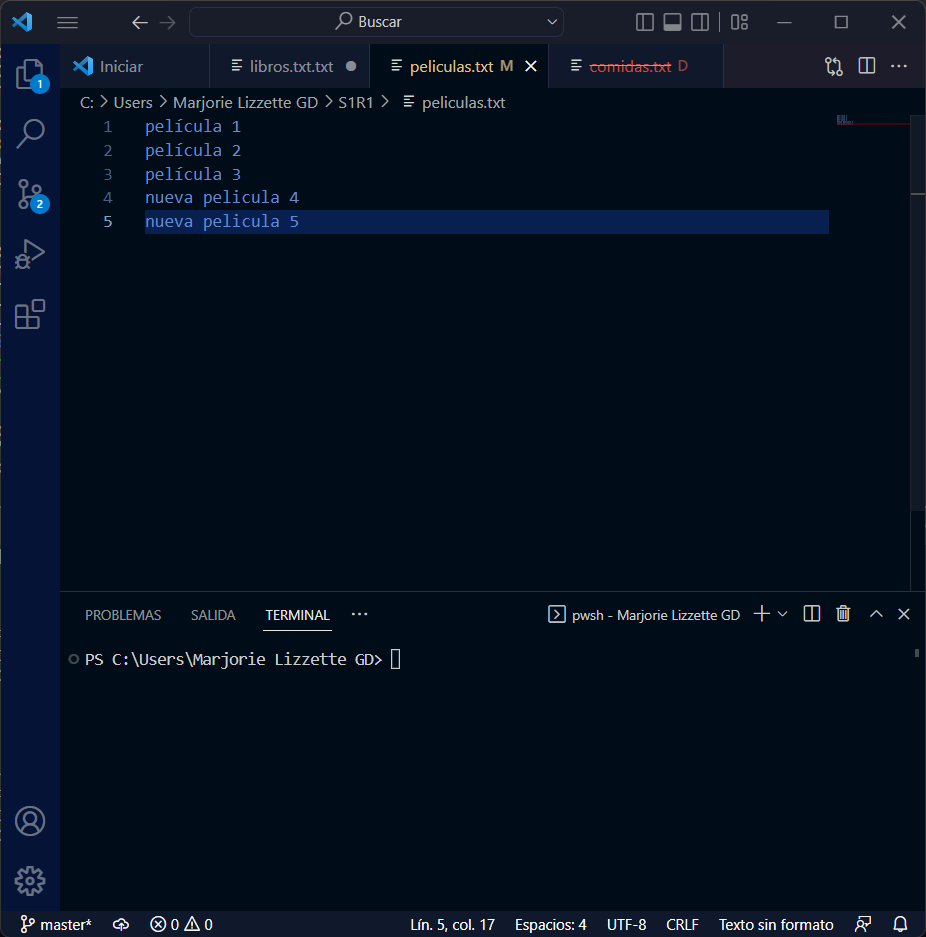 Buscar
Iniciar
libros.txt.txt
peliculas.txt M
comidas.txt D
1
C: > Users > Marjorie Lizzette GD > S1R1 > peliculas.txt
1 película 1
2 película 2
3 película 3
4 nueva pelicula 4
5 nueva pelicula 5
2
PROBLEMAS SALIDA TERMINAL ··· pwsh - Marjorie Lizzette GD
PS C:\Users\Marjorie Lizzette GD>
master* 0 0 Lín. 5, col. 17 Espacios: 4 UTF-8 CRLF Texto sin formato